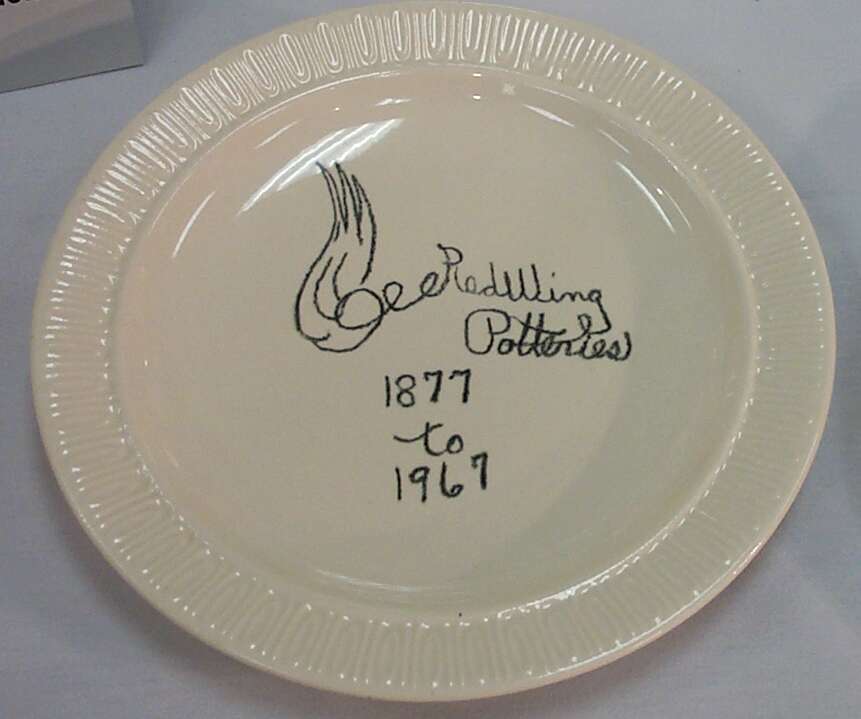 RedWing
Potteries
1877
to
1967